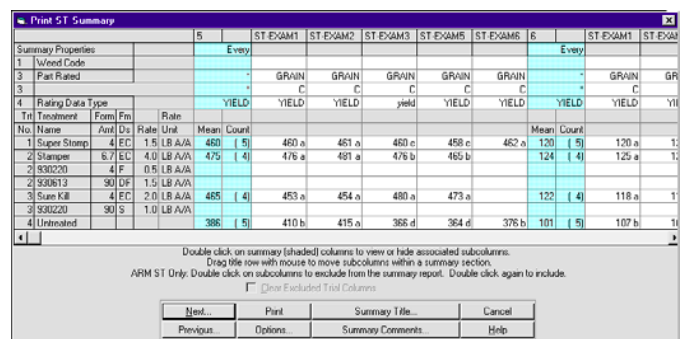 Print ST Summary
5 ST-EXAM1 ST-EXAM2 ST-EXAM3 ST-EXAM5 ST-EXAM6 6 ST-EXAM1 ST-EXAM
Summary Properties Every Every
1 Weed Code
3 Part Rated * GRAIN GRAIN GRAIN GRAIN GRAIN * GRAIN GR
3 * C C C C C * C
4 Rating Data Type YIELD YIELD YIELD yield YIELD YIELD YIELD YIELD YI
Trt Treatment Form Fm Rate
No. Name Amt Ds Rate Unit Mean Count Mean Count
1 Super Stomp 4 EC 1.5 LB A/A 460 ( 5) 460 a 461 a 460 c 458 c 462 a 120 ( 5) 120 a 1
2 Stamper 6.7 EC 4.0 LB A/A 475 ( 4) 476 a 481 a 476 b 465 b 124 ( 4) 125 a 1
2 930220 4 F 0.5 LB A/A
2 930613 90 DF 1.5 LB A/A
3 Sure Kill 4 EC 2.0 LB A/A 465 ( 4) 453 a 454 a 480 a 473 a 122 ( 4) 118 a 1
3 930220 90 S 1.0 LB A/A
4 Untreated 386 ( 5) 410 b 415 a 366 d 364 d 376 b 101 ( 5) 107 b 1
Double click on summary (shaded) columns to view or hide associated subcolumns.
Drag title row with mouse to move subcolumns within a summary section.
ARM ST Only: Double click on subcolumns to exclude from the summary report. Double click again to include.
Clear Excluded Trial Columns
Next... Print Summary Title... Cancel
Previous... Options... Summary Comments... Help